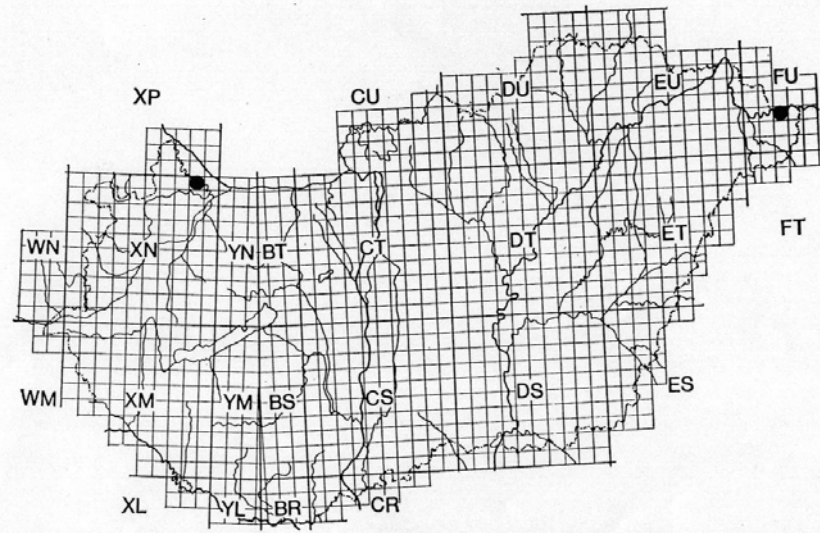 XP CU DU EU FU
WN XN YN BT CT DT ET FT
WM XM YM BS CS DS ES
XL YL BR CR